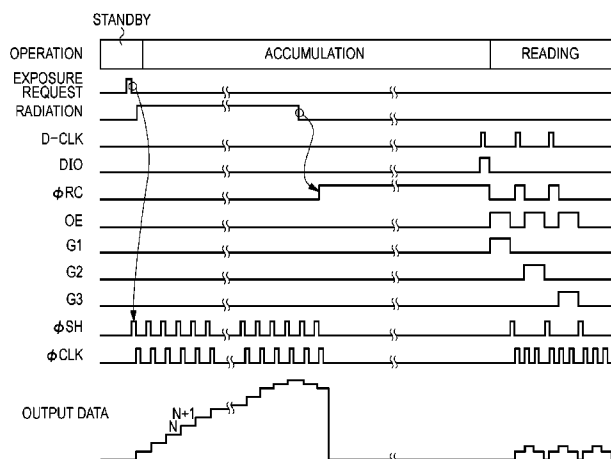 STANDBY
OPERATION ACCUMULATION READING
EXPOSURE
REQUEST
RADIATION
D-CLK
DIO
ϕRC
OE
G1
G2
G3
ϕSH
ϕCLK
N+1
N
OUTPUT DATA